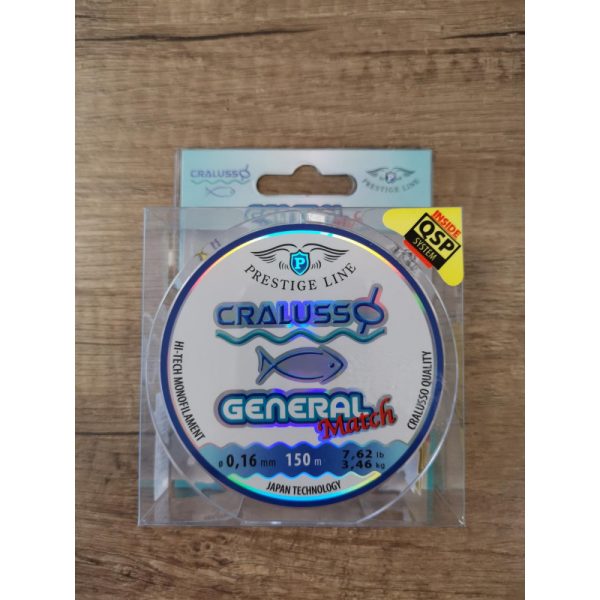 CRALUSSO
PRESTIGE LINE
GENERAL
INSIDE
QSP
SYSTEM
P
PRESTIGE LINE
CRALUSSO
GENERAL
Match
HI-TECH MONOFILAMENT
CRALUSSO QUALITY
ø 0,16 mm 150 m 7,62 lb
3,46 kg
JAPAN TECHNOLOGY